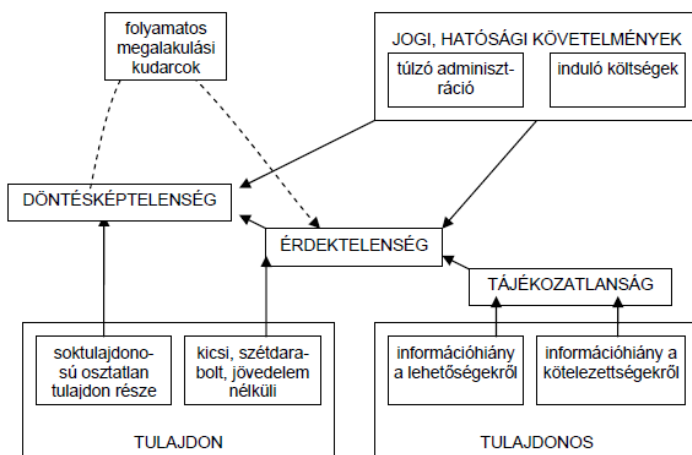 folyamatos
megalakulási
kudarcok
JOGI, HATÓSÁGI KÖVETELMÉNYEK
túlzó adminiszt-
ráció
induló költségek
DÖNTÉSKÉPTELENSÉG
ÉRDEKTELENSÉG
TÁJÉKOZATLANSÁG
soktulajdono-
sú osztatlan
tulajdon része
kicsi, szétdara-
bolt, jövedelem
nélküli
információhiány
a lehetőségekről
információhiány a
kötelezettségekről
TULAJDON
TULAJDONOS